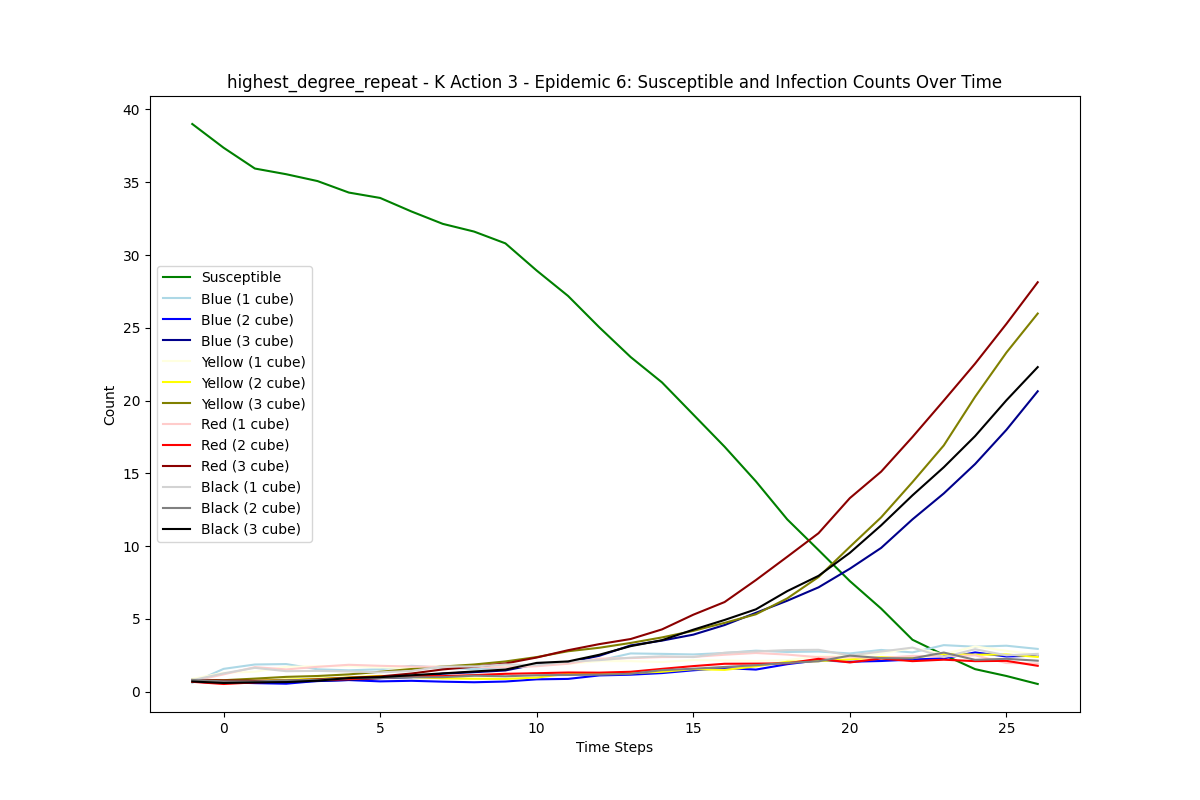 highest_degree_repeat - K Action 3 - Epidemic 6: Susceptible and Infection Counts Over Time
40
35
30
25
20
15
10
5
0
Count
Susceptible
Blue (1 cube)
Blue (2 cube)
Blue (3 cube)
Yellow (1 cube)
Yellow (2 cube)
Yellow (3 cube)
Red (1 cube)
Red (2 cube)
Red (3 cube)
Black (1 cube)
Black (2 cube)
Black (3 cube)
0 5 10 15 20 25
Time Steps